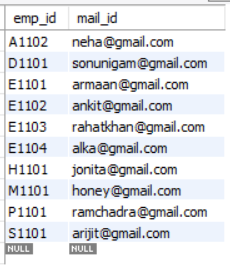 emp_id mail_id
A1102 neha@gmail.com
D1101 sonunigam@gmail.com
E1101 armaan@gmail.com
E1102 ankit@gmail.com
E1103 rahatkhan@gmail.com
E1104 alka@gmail.com
H1101 jonita@gmail.com
M1101 honey@gmail.com
P1101 ramchadra@gmail.com
S1101 arijit@gmail.com
NULL NULL